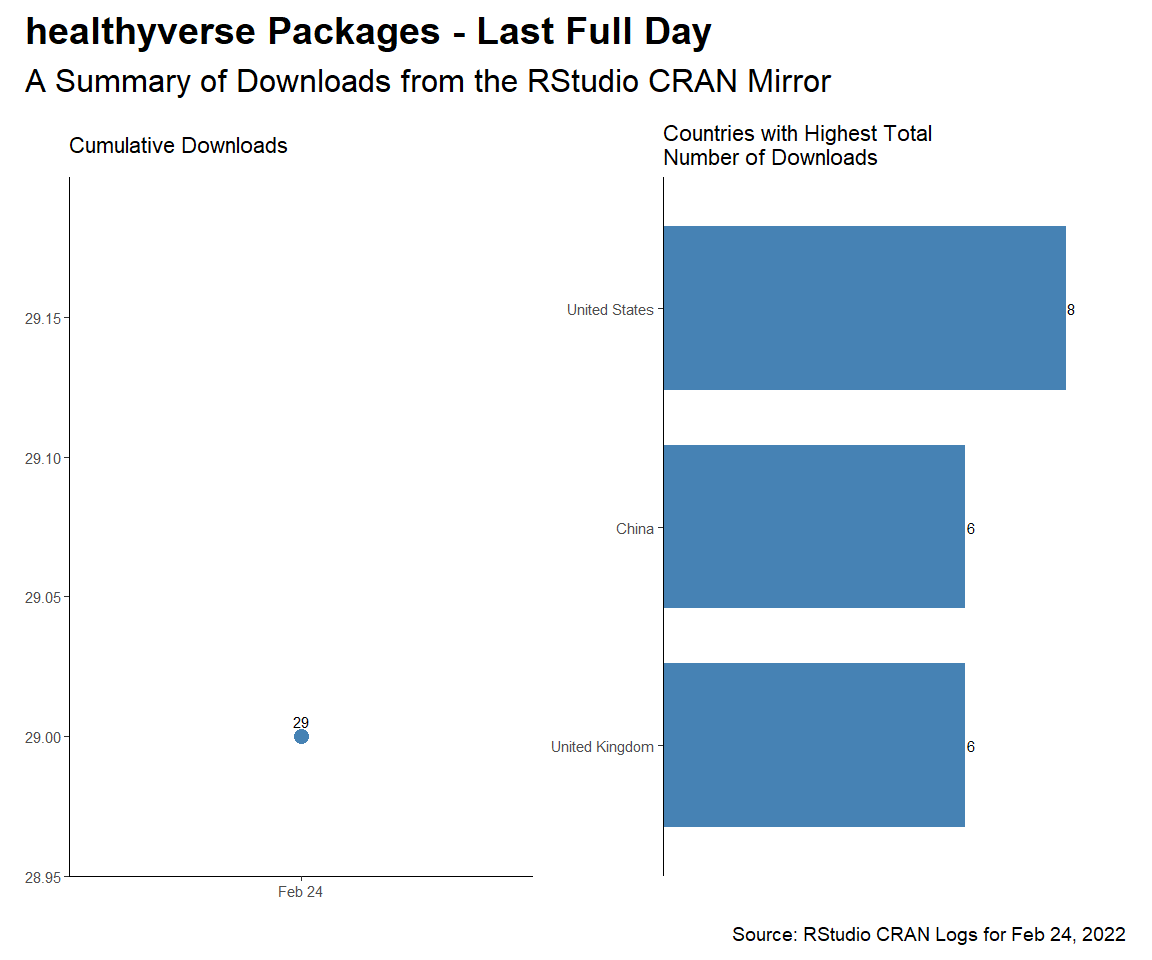 healthyverse Packages - Last Full Day
A Summary of Downloads from the RStudio CRAN Mirror
Cumulative Downloads
29.15
29.10
29.05
29.00
28.95
29
Feb 24
Countries with Highest Total
Number of Downloads
United States
8
China
6
United Kingdom
6
Source: RStudio CRAN Logs for Feb 24, 2022